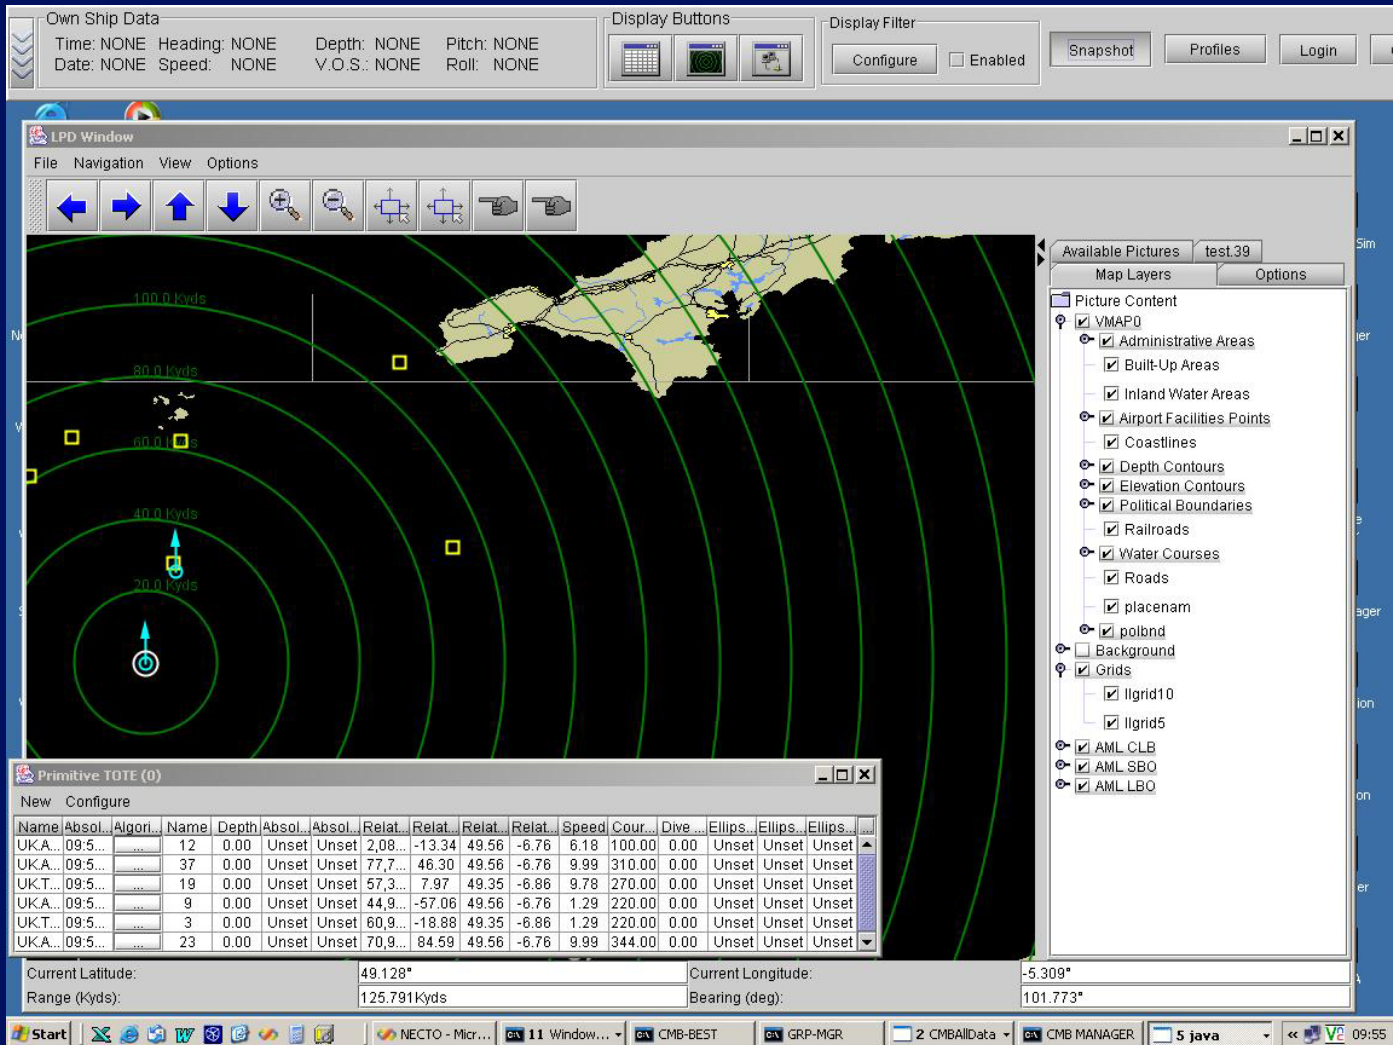 Own Ship Data
Time: NONE Heading: NONE Depth: NONE Pitch: NONE
Date: NONE Speed: NONE V.O.S.: NONE Roll: NONE
Display Buttons
Display Filter
Configure Enabled
Snapshot Profiles Login
LPD Window
File Navigation View Options
100.0 Kyds
80.0 Kyds
60.0 Kyds
40.0 Kyds
20.0 Kyds
Available Pictures test.39
Map Layers Options
Picture Content
VMAP0
Administrative Areas
Built-Up Areas
Inland Water Areas
Airport Facilities Points
Coastlines
Depth Contours
Elevation Contours
Political Boundaries
Railroads
Water Courses
Roads
placenam
polbnd
Background
Grids
llgrid10
llgrid5
AML CLB
AML SBO
AML LBO
Sim
ger
ager
ion
on
er
Primitive TOTE (0)
New Configure
Name Absol... Algori... Name Depth Absol... Absol... Relat... Relat... Relat... Relat... Speed Cour... Dive ... Ellips... Ellips... Ellips... ...
UK.A... 09:5... ... 12 0.00 Unset Unset 2,08... -13.34 49.56 -6.76 6.18 100.00 0.00 Unset Unset Unset
UK.A... 09:5... ... 37 0.00 Unset Unset 77,7... 46.30 49.56 -6.76 9.99 310.00 0.00 Unset Unset Unset
UK.T... 09:5... ... 19 0.00 Unset Unset 57,3... 7.97 49.35 -6.86 9.78 270.00 0.00 Unset Unset Unset
UK.A... 09:5... ... 9 0.00 Unset Unset 44,9... -57.06 49.56 -6.76 1.29 220.00 0.00 Unset Unset Unset
UK.T... 09:5... ... 3 0.00 Unset Unset 60,9... -18.88 49.35 -6.86 1.29 220.00 0.00 Unset Unset Unset
UK.A... 09:5... ... 23 0.00 Unset Unset 70,9... 84.59 49.56 -6.76 9.99 344.00 0.00 Unset Unset Unset
Current Latitude: 49.128° Current Longitude: -5.309°
Range (Kyds): 125.791Kyds Bearing (deg): 101.773°
Start NECTO - Micr... 11 Window... CMB-BEST GRP-MGR 2 CMBAllData CMB MANAGER 5 java « 09:55